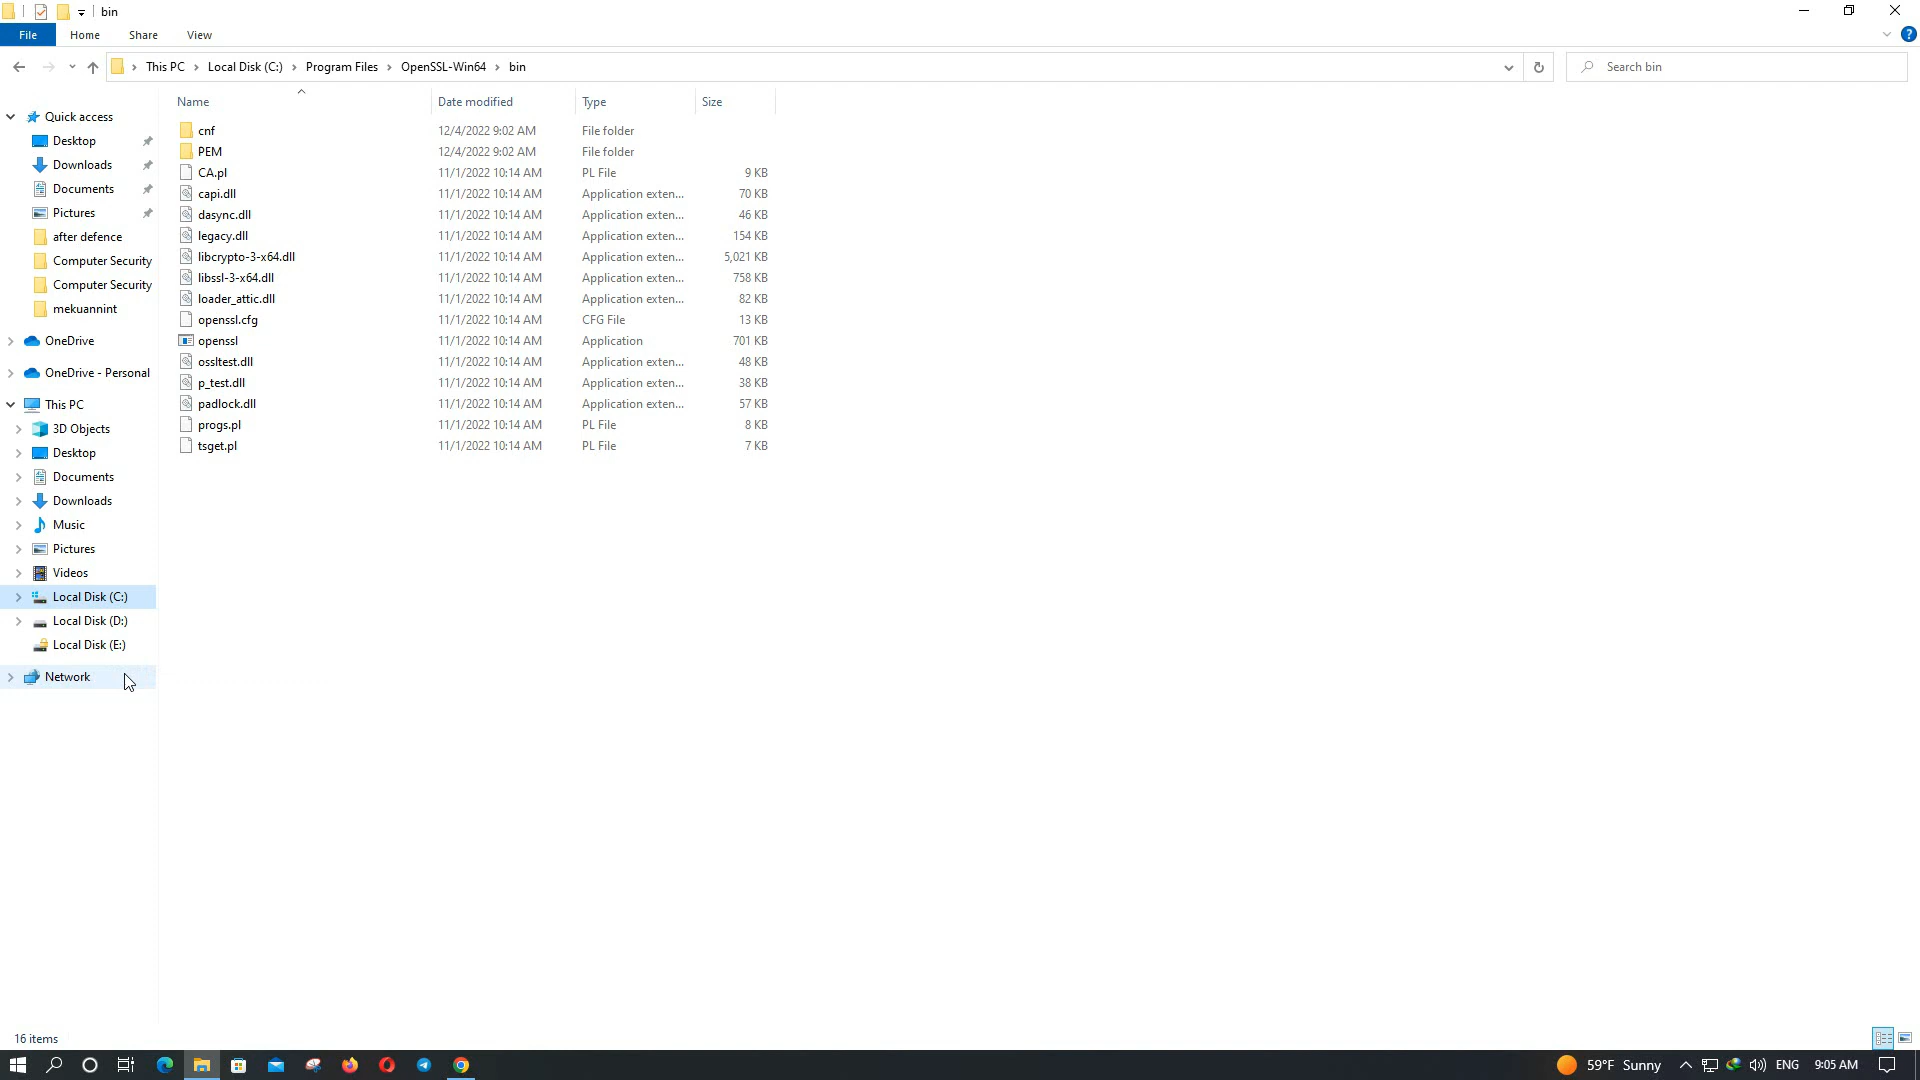 bin
File Home Share View
This PC Local Disk (C:) Program Files OpenSSL-Win64 bin Search bin
Name Date modified Type Size
Quick access
Desktop
Downloads
Documents
Pictures
after defence
Computer Security
Computer Security
mekuannint
OneDrive
OneDrive - Personal
This PC
3D Objects
Desktop
Documents
Downloads
Music
Pictures
Videos
Local Disk (C:)
Local Disk (D:)
Local Disk (E:)
Network
cnf 12/4/2022 9:02 AM File folder
PEM 12/4/2022 9:02 AM File folder
CA.pl 11/1/2022 10:14 AM PL File 9 KB
capi.dll 11/1/2022 10:14 AM Application exten... 70 KB
dasync.dll 11/1/2022 10:14 AM Application exten... 46 KB
legacy.dll 11/1/2022 10:14 AM Application exten... 154 KB
libcrypto-3-x64.dll 11/1/2022 10:14 AM Application exten... 5,021 KB
libssl-3-x64.dll 11/1/2022 10:14 AM Application exten... 758 KB
loader_attic.dll 11/1/2022 10:14 AM Application exten... 82 KB
openssl.cfg 11/1/2022 10:14 AM CFG File 13 KB
openssl 11/1/2022 10:14 AM Application 701 KB
ossltest.dll 11/1/2022 10:14 AM Application exten... 48 KB
p_test.dll 11/1/2022 10:14 AM Application exten... 38 KB
padlock.dll 11/1/2022 10:14 AM Application exten... 57 KB
progs.pl 11/1/2022 10:14 AM PL File 8 KB
tsget.pl 11/1/2022 10:14 AM PL File 7 KB
16 items
59°F Sunny ENG 9:05 AM